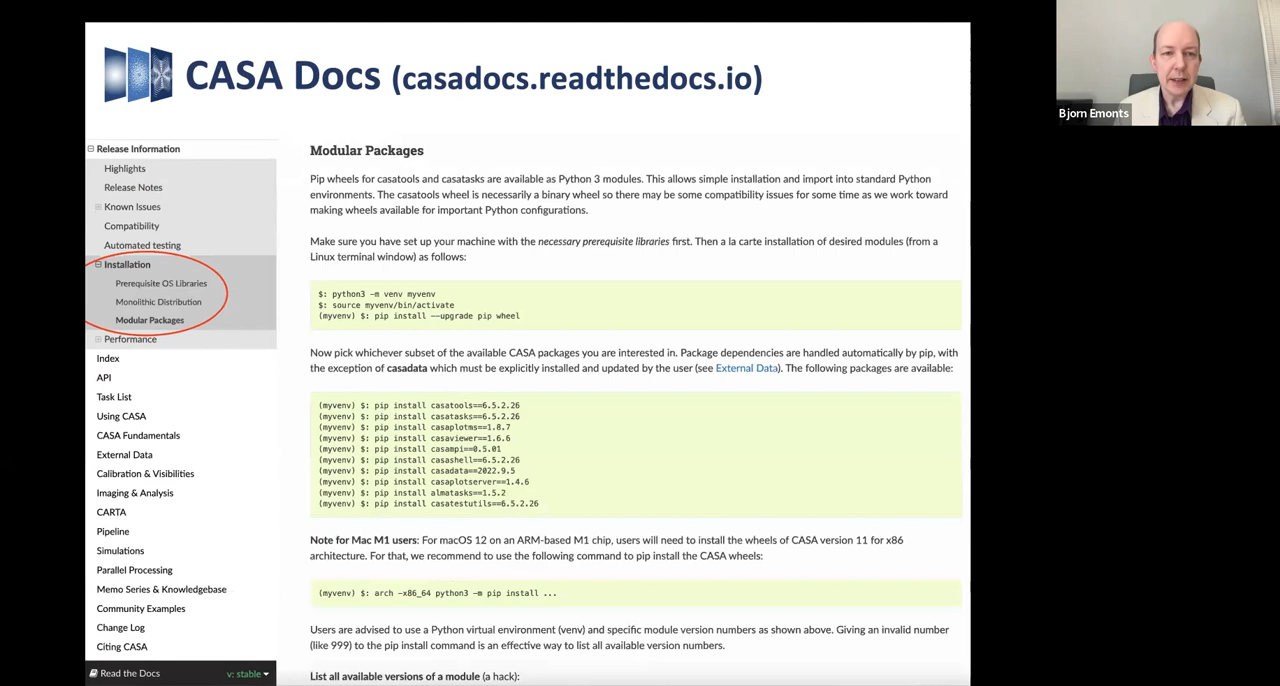 CASA Docs (casadocs.readthedocs.io)
Bjorn Emonts
Release Information
Highlights
Release Notes
Known Issues
Compatibility
Automated testing
Installation
Prerequisite OS Libraries
Monolithic Distribution
Modular Packages
Performance
Index
API
Task List
Using CASA
CASA Fundamentals
External Data
Calibration & Visibilities
Imaging & Analysis
CARTA
Pipeline
Simulations
Parallel Processing
Memo Series & Knowledgebase
Community Examples
Change Log
Citing CASA
Read the Docs v: stable
Modular Packages
Pip wheels for casatools and casatasks are available as Python 3 modules. This allows simple installation and import into standard Python
environments. The casatools wheel is necessarily a binary wheel so there may be some compatibility issues for some time as we work toward
making wheels available for important Python configurations.
Make sure you have set up your machine with the necessary prerequisite libraries first. Then a la carte installation of desired modules (from a
Linux terminal window) as follows:
$: python3 -m venv myvenv
$: source myvenv/bin/activate
(myvenv) $: pip install --upgrade pip wheel
Now pick whichever subset of the available CASA packages you are interested in. Package dependencies are handled automatically by pip, with
the exception of casadata which must be explicitly installed and updated by the user (see External Data). The following packages are available:
(myvenv) $: pip install casatools==6.5.2.26
(myvenv) $: pip install casatasks==6.5.2.26
(myvenv) $: pip install casaplotms==1.8.7
(myvenv) $: pip install casaviewer==1.6.6
(myvenv) $: pip install casampi==0.5.01
(myvenv) $: pip install casashell==6.5.2.26
(myvenv) $: pip install casadata==2022.9.5
(myvenv) $: pip install casaplotserver==1.4.6
(myvenv) $: pip install almatasks==1.5.2
(myvenv) $: pip install casatestutils==6.5.2.26
Note for Mac M1 users: For macOS 12 on an ARM-based M1 chip, users will need to install the wheels of CASA version 11 for x86
architecture. For that, we recommend to use the following command to pip install the CASA wheels:
(myvenv) $: arch -x86_64 python3 -m pip install ...
Users are advised to use a Python virtual environment (venv) and specific module version numbers as shown above. Giving an invalid number
(like 999) to the pip install command is an effective way to list all available version numbers.
List all available versions of a module (a hack):